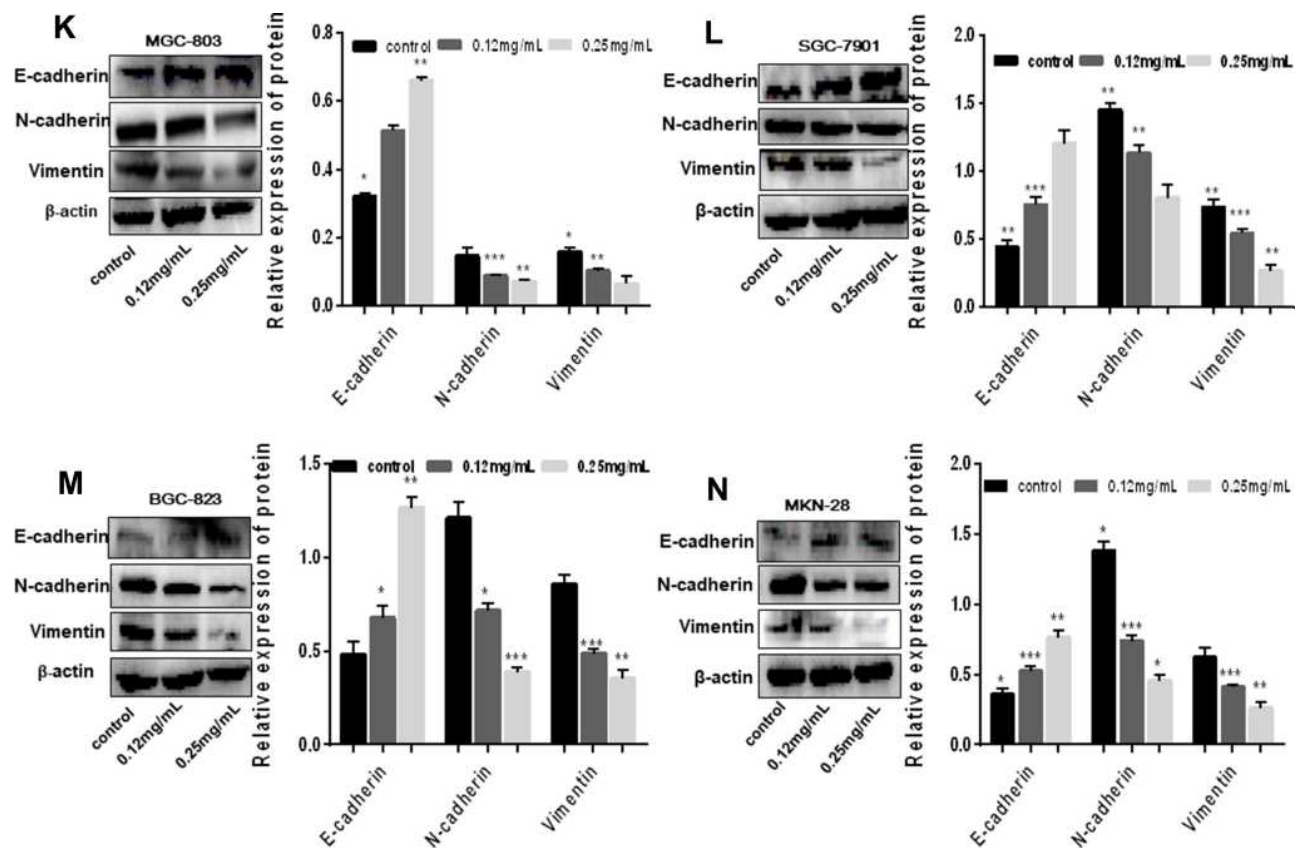 K
MGC-803
E-cadherin
N-cadherin
Vimentin
β-actin
control
0.12mg/mL
0.25mg/mL
Relative expression of protein
0.8
0.6
0.4
0.2
0.0
control 0.12mg/mL 0.25mg/mL
*
**
***
**
*
**
E-cadherin
N-cadherin
Vimentin
L
SGC-7901
E-cadherin
N-cadherin
Vimentin
β-actin
control
0.12mg/mL
0.25mg/mL
Relative expression of protein
2.0
1.5
1.0
0.5
0.0
control 0.12mg/mL 0.25mg/mL
**
***
**
**
**
***
**
E-cadherin
N-cadherin
Vimentin
M
BGC-823
E-cadherin
N-cadherin
Vimentin
β-actin
control
0.12mg/mL
0.25mg/mL
Relative expression of protein
1.5
1.0
0.5
0.0
control 0.12mg/mL 0.25mg/mL
*
**
*
***
***
**
E-cadherin
N-cadherin
Vimentin
N
MKN-28
E-cadherin
N-cadherin
Vimentin
β-actin
control
0.12mg/mL
0.25mg/mL
Relative expression of protein
2.0
1.5
1.0
0.5
0.0
control 0.12mg/mL 0.25mg/mL
*
***
**
*
***
*
***
**
E-cadherin
N-cadherin
Vimentin